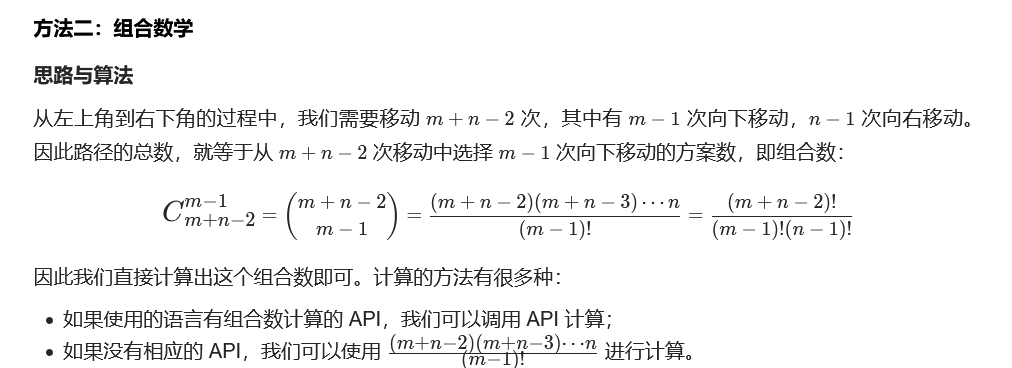 方法二：组合数学
思路与算法
从左上角到右下角的过程中，我们需要移动 m + n − 2 次，其中有 m − 1 次向下移动，n − 1 次向右移动。
因此路径的总数，就等于从 m + n − 2 次移动中选择 m − 1 次向下移动的方案数，即组合数：
$C_{m+n-2}^{m-1} = \binom{m+n-2}{m-1} = \frac{(m+n-2)(m+n-3)\cdots n}{(m-1)!} = \frac{(m+n-2)!}{(m-1)!(n-1)!}$
因此我们直接计算出这个组合数即可。计算的方法有很多种：
• 如果使用的语言有组合数计算的 API，我们可以调用 API 计算；
• 如果没有相应的 API，我们可以使用 $\frac{(m+n-2)(m+n-3)\cdots n}{(m-1)!}$ 进行计算。